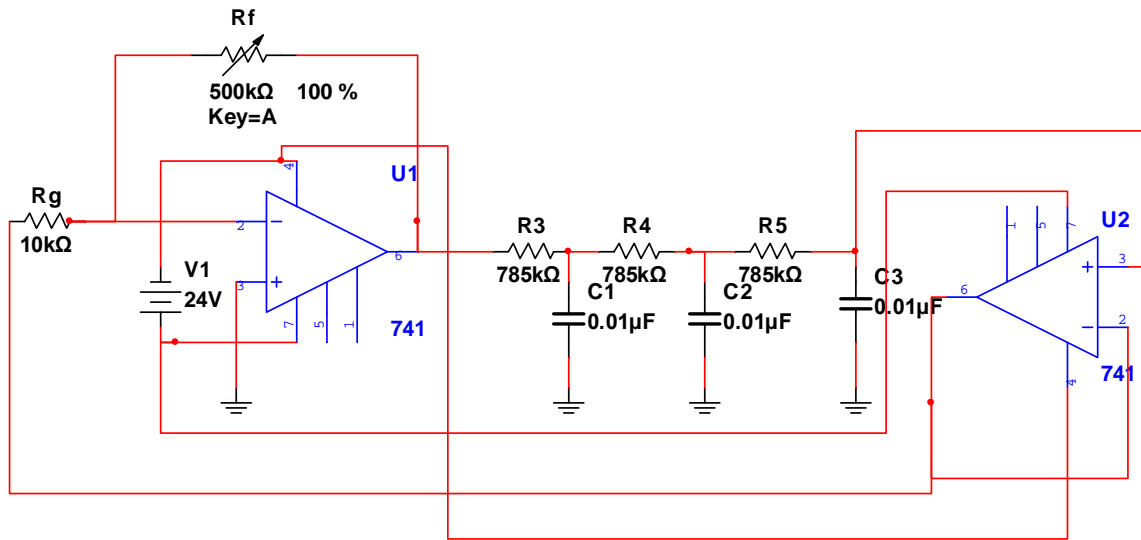 Rf
500kΩ 100 %
Key=A
4
U1
Rg
2
10kΩ
V1
24V
3
6
7
5
1
741
R3
785kΩ
R4
785kΩ
R5
785kΩ
C1
0.01µF
C2
0.01µF
C3
0.01µF
1
5
7
U2
3
6
2
741
4